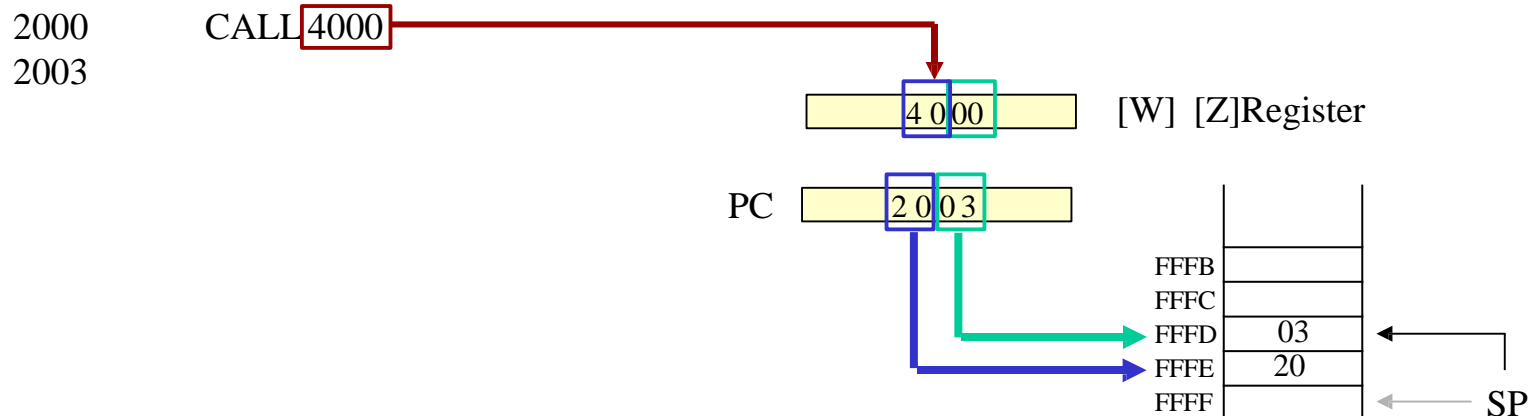 2000 CALL 4000
2003
4 0 00 [W] [Z]Register
PC 2 0 0 3
FFFB
FFFC
FFFD 03
FFFE 20
FFFF SP